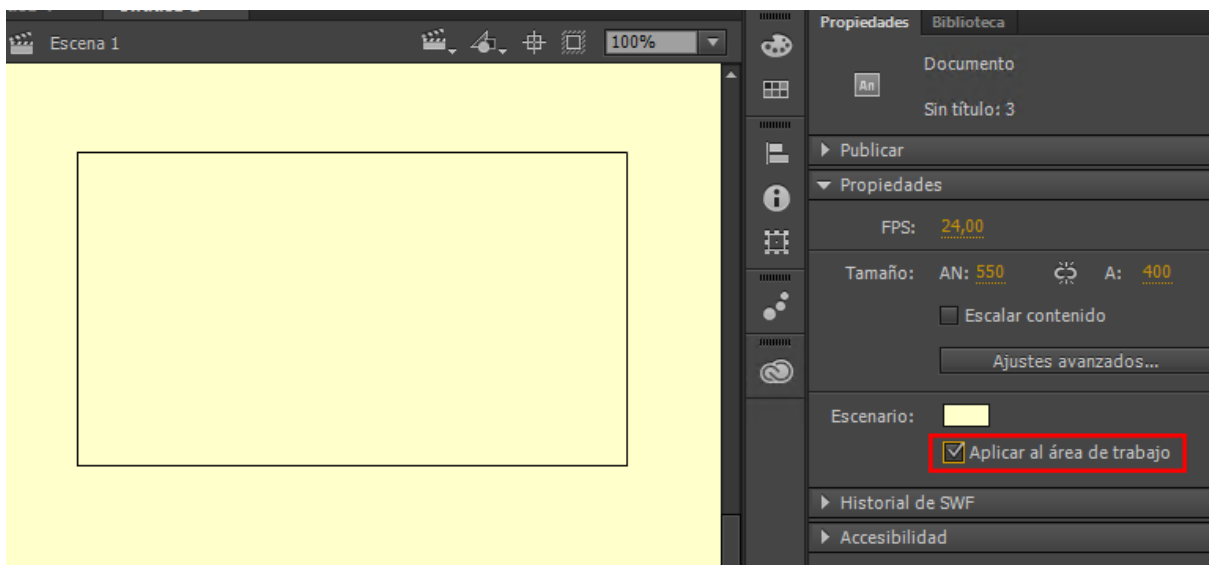 Escena 1
100%
Propiedades Biblioteca
An
Documento
Sin título: 3
Publicar
Propiedades
FPS: 24,00
Tamaño: AN: 550 A: 400
Escalar contenido
Ajustes avanzados...
Escenario:
Aplicar al área de trabajo
Historial de SWF
Accesibilidad